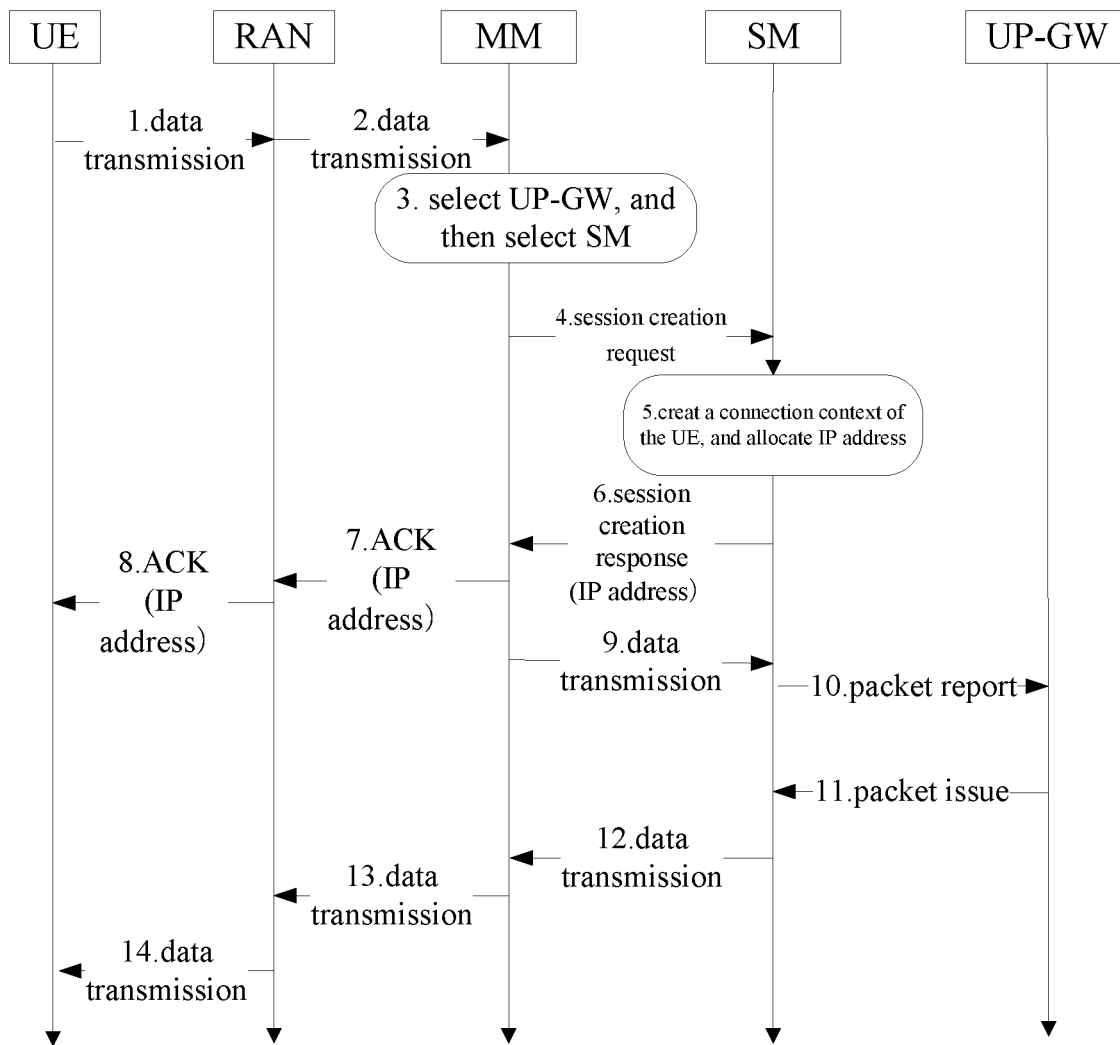 UE
RAN
MM
SM
UP-GW
1.data
transmission
2.data
transmission
3. select UP-GW, and
then select SM
4.session creation
request
5.creat a connection context of
the UE, and allocate IP address
6.session
creation
response
(IP address）
7.ACK
(IP
address）
8.ACK
(IP
address）
9.data
transmission
10.packet report
11.packet issue
12.data
transmission
13.data
transmission
14.data
transmission